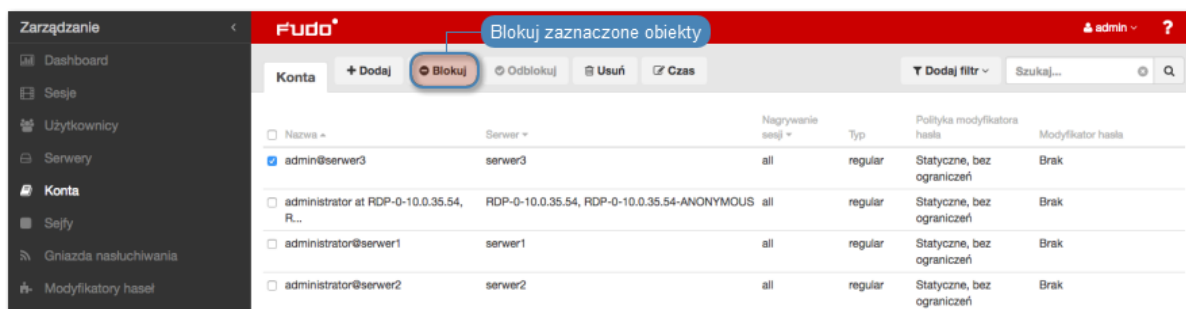 Zarządzanie
FUDO
Blokuj zaznaczone obiekty
admin
?
Dashboard
Sesje
Użytkownicy
Serwery
Konta
Sejfy
Gniazda nasłuchiwania
Modyfikatory haseł
Konta
+ Dodaj
Blokuj
Odblokuj
Usuń
Czas
Dodaj filtr
Szukaj...
Nazwa Serwer Nagrywanie sesji Typ Polityka modyfikatora hasła Modyfikator hasła
admin@serwer3 serwer3 all regular Statyczne, bez ograniczeń Brak
administrator at RDP-0-10.0.35.54, R... RDP-0-10.0.35.54, RDP-0-10.0.35.54-ANONYMOUS all regular Statyczne, bez ograniczeń Brak
administrator@serwer1 serwer1 all regular Statyczne, bez ograniczeń Brak
administrator@serwer2 serwer2 all regular Statyczne, bez ograniczeń Brak